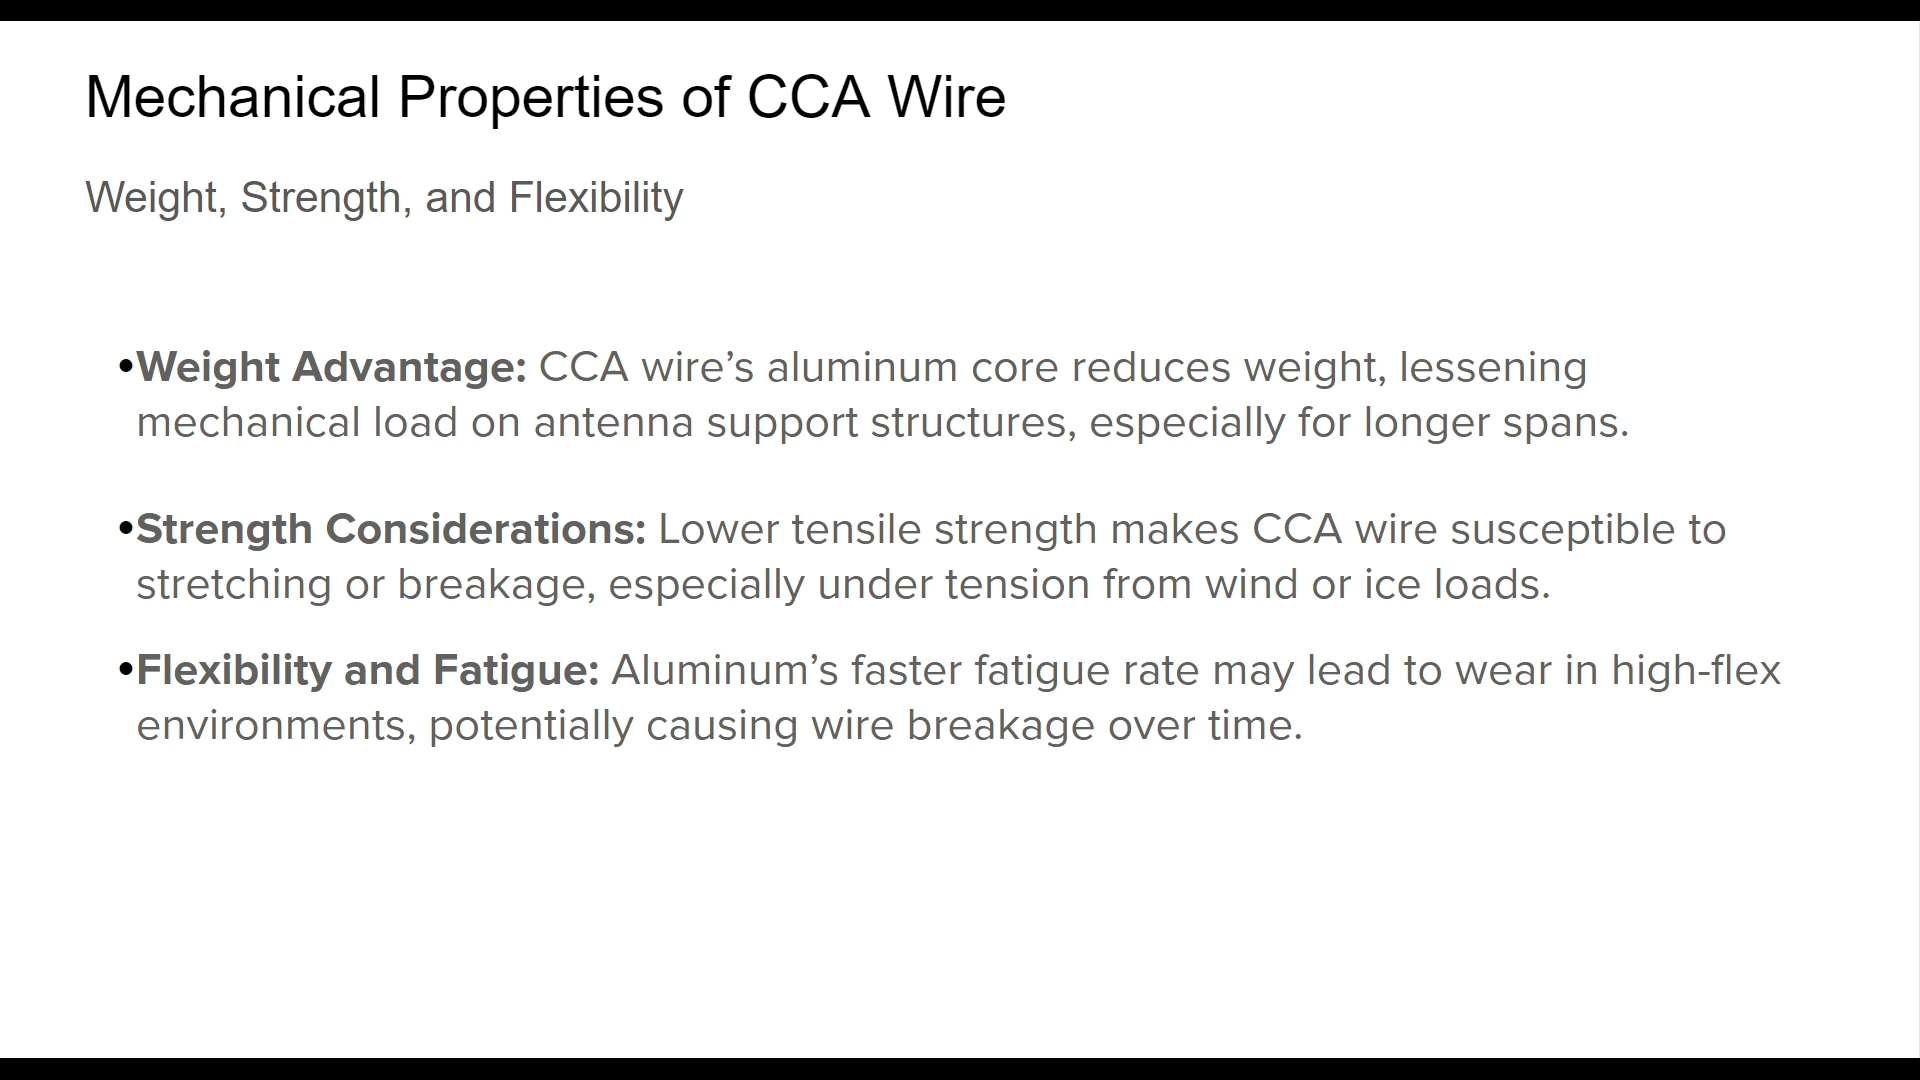 Mechanical Properties of CCA Wire
Weight, Strength, and Flexibility
•Weight Advantage: CCA wire’s aluminum core reduces weight, lessening
mechanical load on antenna support structures, especially for longer spans.
•Strength Considerations: Lower tensile strength makes CCA wire susceptible to
stretching or breakage, especially under tension from wind or ice loads.
•Flexibility and Fatigue: Aluminum’s faster fatigue rate may lead to wear in high-flex
environments, potentially causing wire breakage over time.